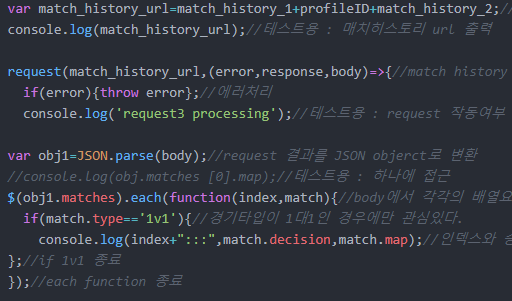 var match_history_url=match_history_1+profileID+match_history_2;//
console.log(match_history_url);//테스트용 : 매치히스토리 url 출력
request(match_history_url,(error,response,body)=>{//match history
if(error){throw error};//에러처리
console.log('request3 processing');//테스트용 : request 작동여부
var obj1=JSON.parse(body);//request 결과를 JSON objerct로 변환
//console.log(obj.matches [0].map);//테스트용 : 하나에 접근
$(obj1.matches).each(function(index,match){//body에서 각각의 배열요
if(match.type=='1v1'){//경기타입이 1대1인 경우에만 관심있다.
console.log(index+":::",match.decision,match.map);//인덱스와 승
};//if 1v1 종료
});//each function 종료